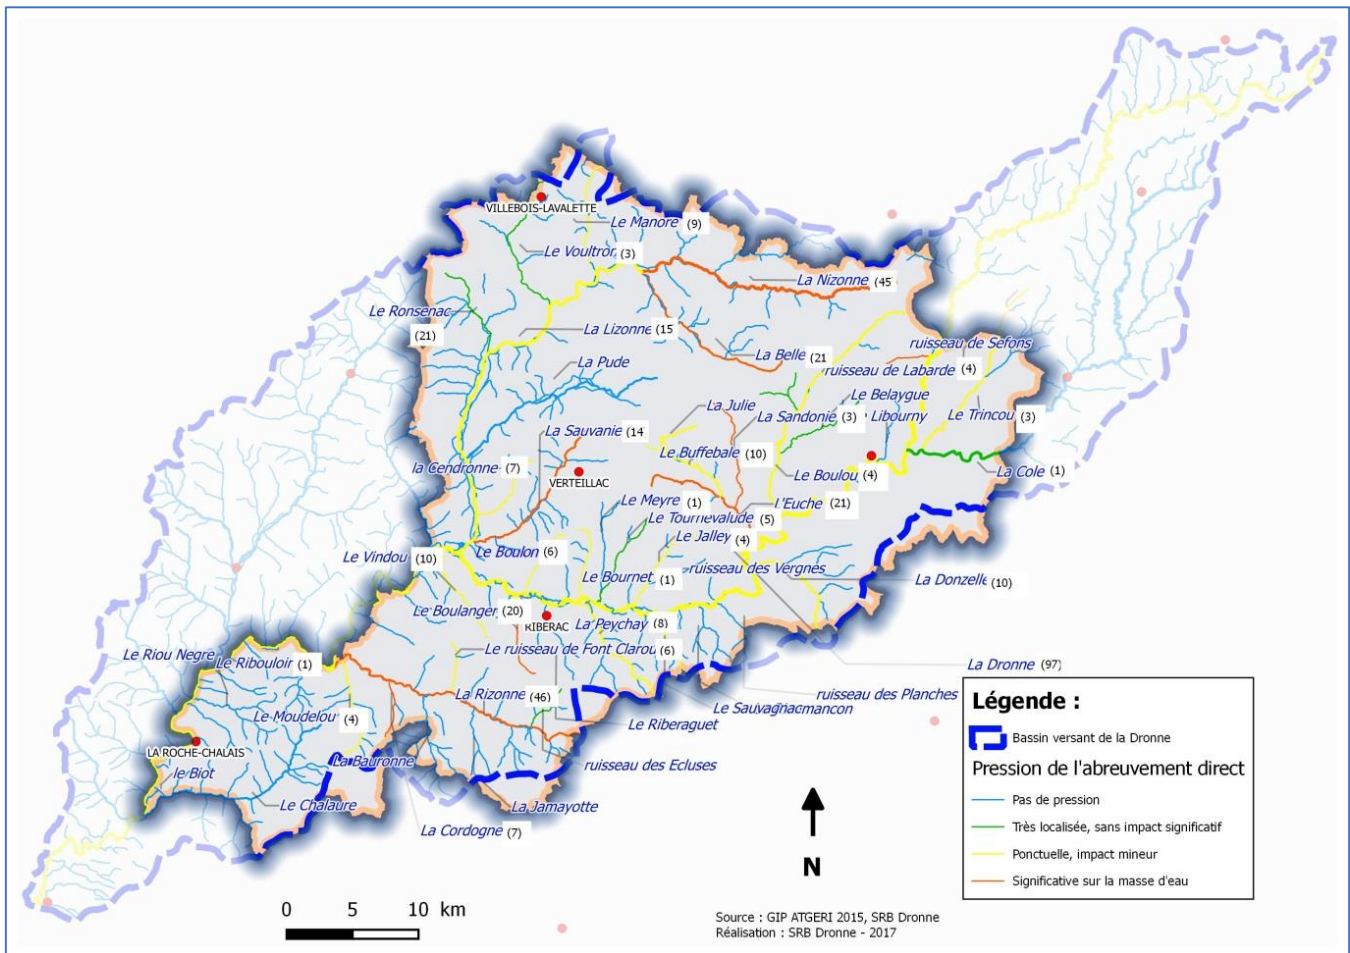 VILLEBOIS-LAVALETTE
Le Manore (9)
Le Voultron (3)
La Nizonne (45
Le Ronsenac
(21)
La Lizonne (15
La Belle (21
ruisseau de Sefons
La Pude
ruisseau de Labarde (4)
Le Belaygue
La Julie
La Sandonie (3)
Libourny
Le Trincou (3)
La Sauvanie (14
Le Buffebale (10)
la Cendronne (7)
Le Boulou (4)
La Cole (1)
VERTEILLAC
Le Meyre (1)
L'Euche (21)
Le Tournevalude (5)
Le Jalley (4)
Le Vindou (10)
Le Boulon (6)
Le Bournet (1)
ruisseau des Vergnes
La Donzelle (10)
Le Boulanger (20)
RIBERAC
La Peychay (8)
Le Riou Negre
Le Ribouloir (1)
Le ruisseau de Font Clarou (6)
La Dronne (97)
La Rizonne (46)
ruisseau des Planches
Le Moudelou (4)
Le Sauvagnac
Le Riberaguet
LA ROCHE-CHALAIS
La Bauronne
le Biot
ruisseau des Ecluses
Le Chalaure
La Jamayotte
La Cordogne (7)
N
0 5 10 km
Source : GIP ATGERI 2015, SRB Dronne
Réalisation : SRB Dronne - 2017
Légende :
Bassin versant de la Dronne
Pression de l'abreuvement direct
Pas de pression
Très localisée, sans impact significatif
Ponctuelle, impact mineur
Significative sur la masse d'eau